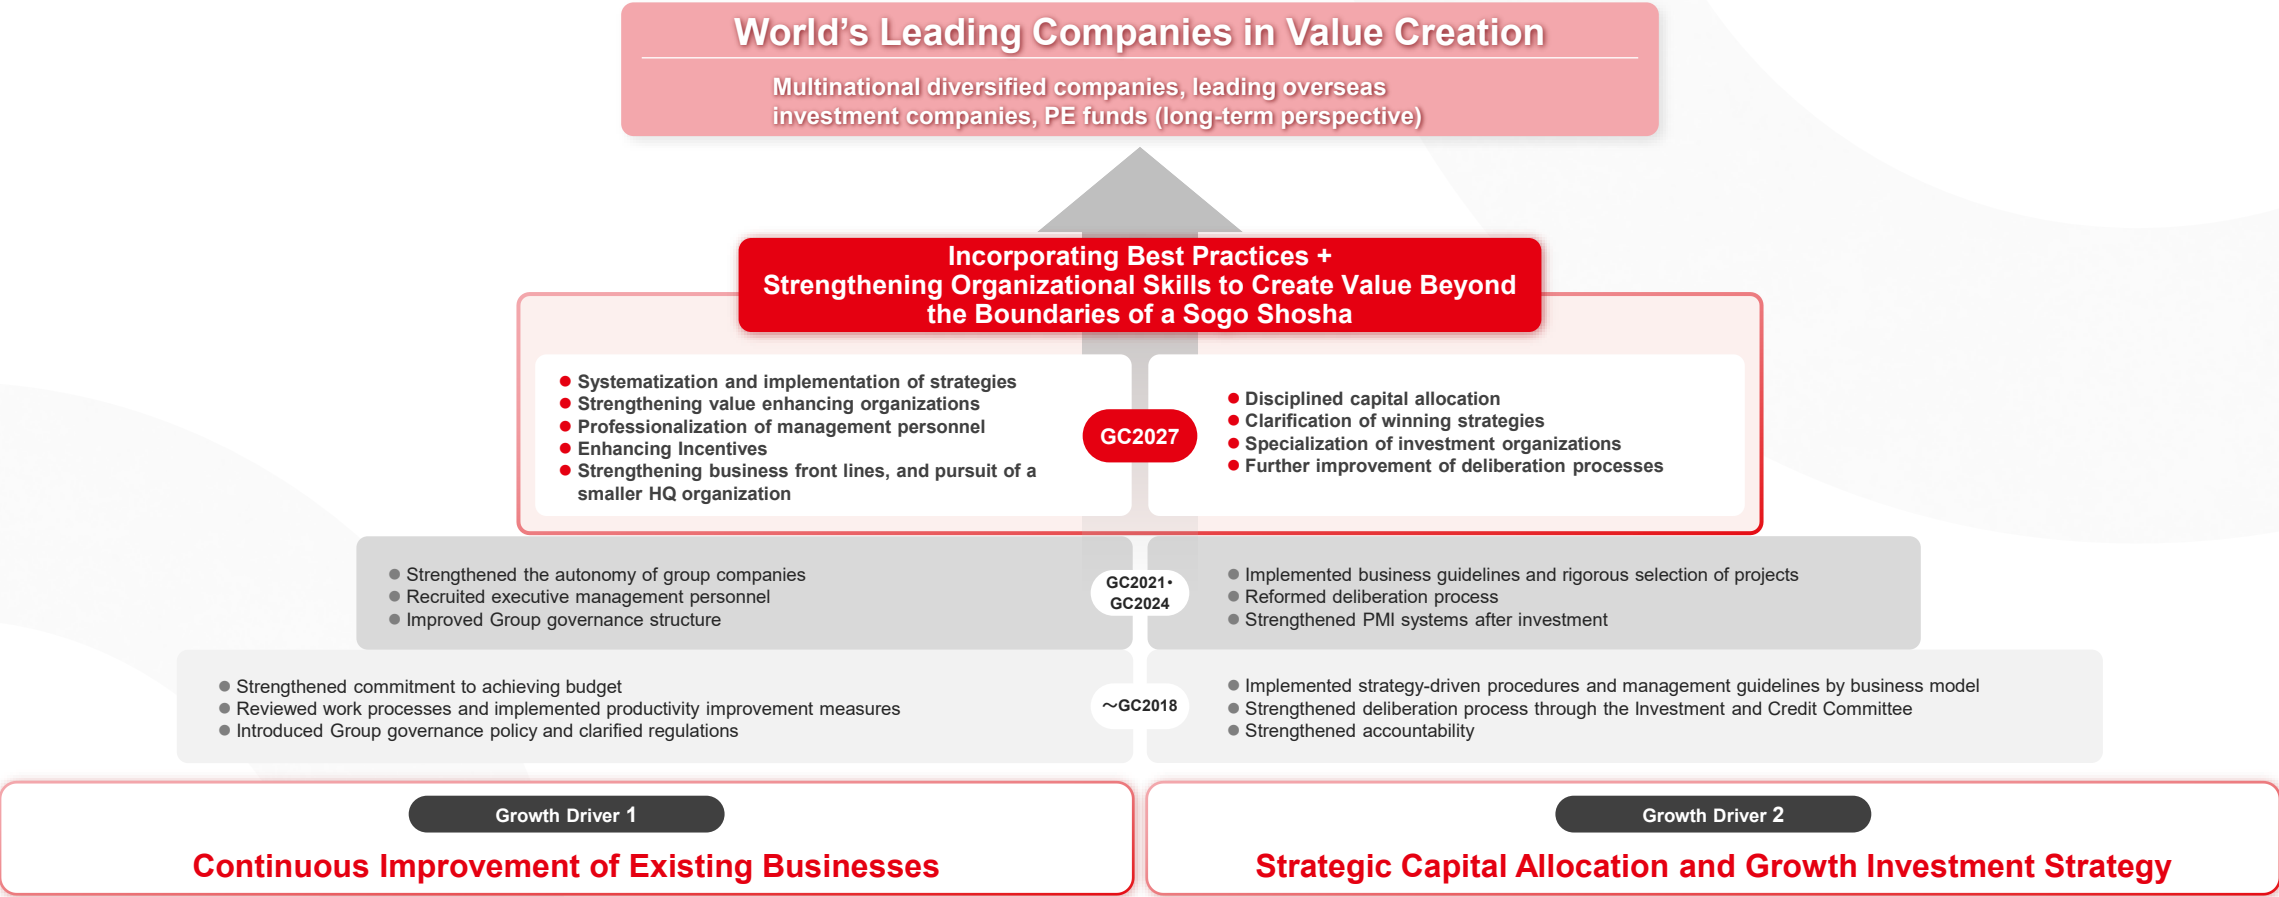 World’s Leading Companies in Value Creation
Multinational diversified companies, leading overseas
investment companies, PE funds (long-term perspective)
Incorporating Best Practices +
Strengthening Organizational Skills to Create Value Beyond
the Boundaries of a Sogo Shosha
● Systematization and implementation of strategies
● Strengthening value enhancing organizations
● Professionalization of management personnel
● Enhancing Incentives
● Strengthening business front lines, and pursuit of a
smaller HQ organization
GC2027
● Disciplined capital allocation
● Clarification of winning strategies
● Specialization of investment organizations
● Further improvement of deliberation processes
● Strengthened the autonomy of group companies
● Recruited executive management personnel
● Improved Group governance structure
GC2021・
GC2024
● Implemented business guidelines and rigorous selection of projects
● Reformed deliberation process
● Strengthened PMI systems after investment
● Strengthened commitment to achieving budget
● Reviewed work processes and implemented productivity improvement measures
● Introduced Group governance policy and clarified regulations
～GC2018
● Implemented strategy-driven procedures and management guidelines by business model
● Strengthened deliberation process through the Investment and Credit Committee
● Strengthened accountability
Growth Driver 1
Continuous Improvement of Existing Businesses
Growth Driver 2
Strategic Capital Allocation and Growth Investment Strategy